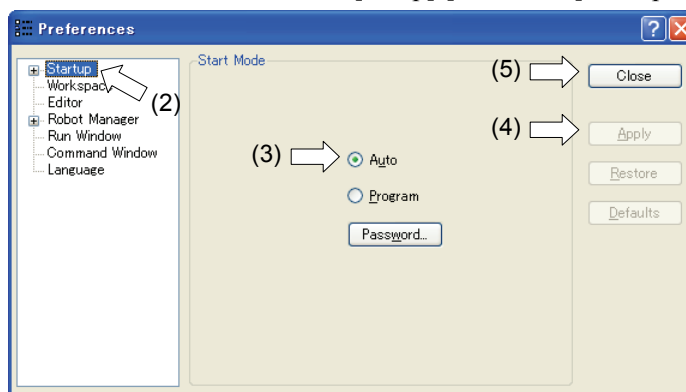 Preferences
Startup
Workspac
(2)
Editor
Robot Manager
Run Window
Command Window
Language
Start Mode
(3)
Auto
Program
Password...
(5)
Close
(4)
Apply
Restore
Defaults